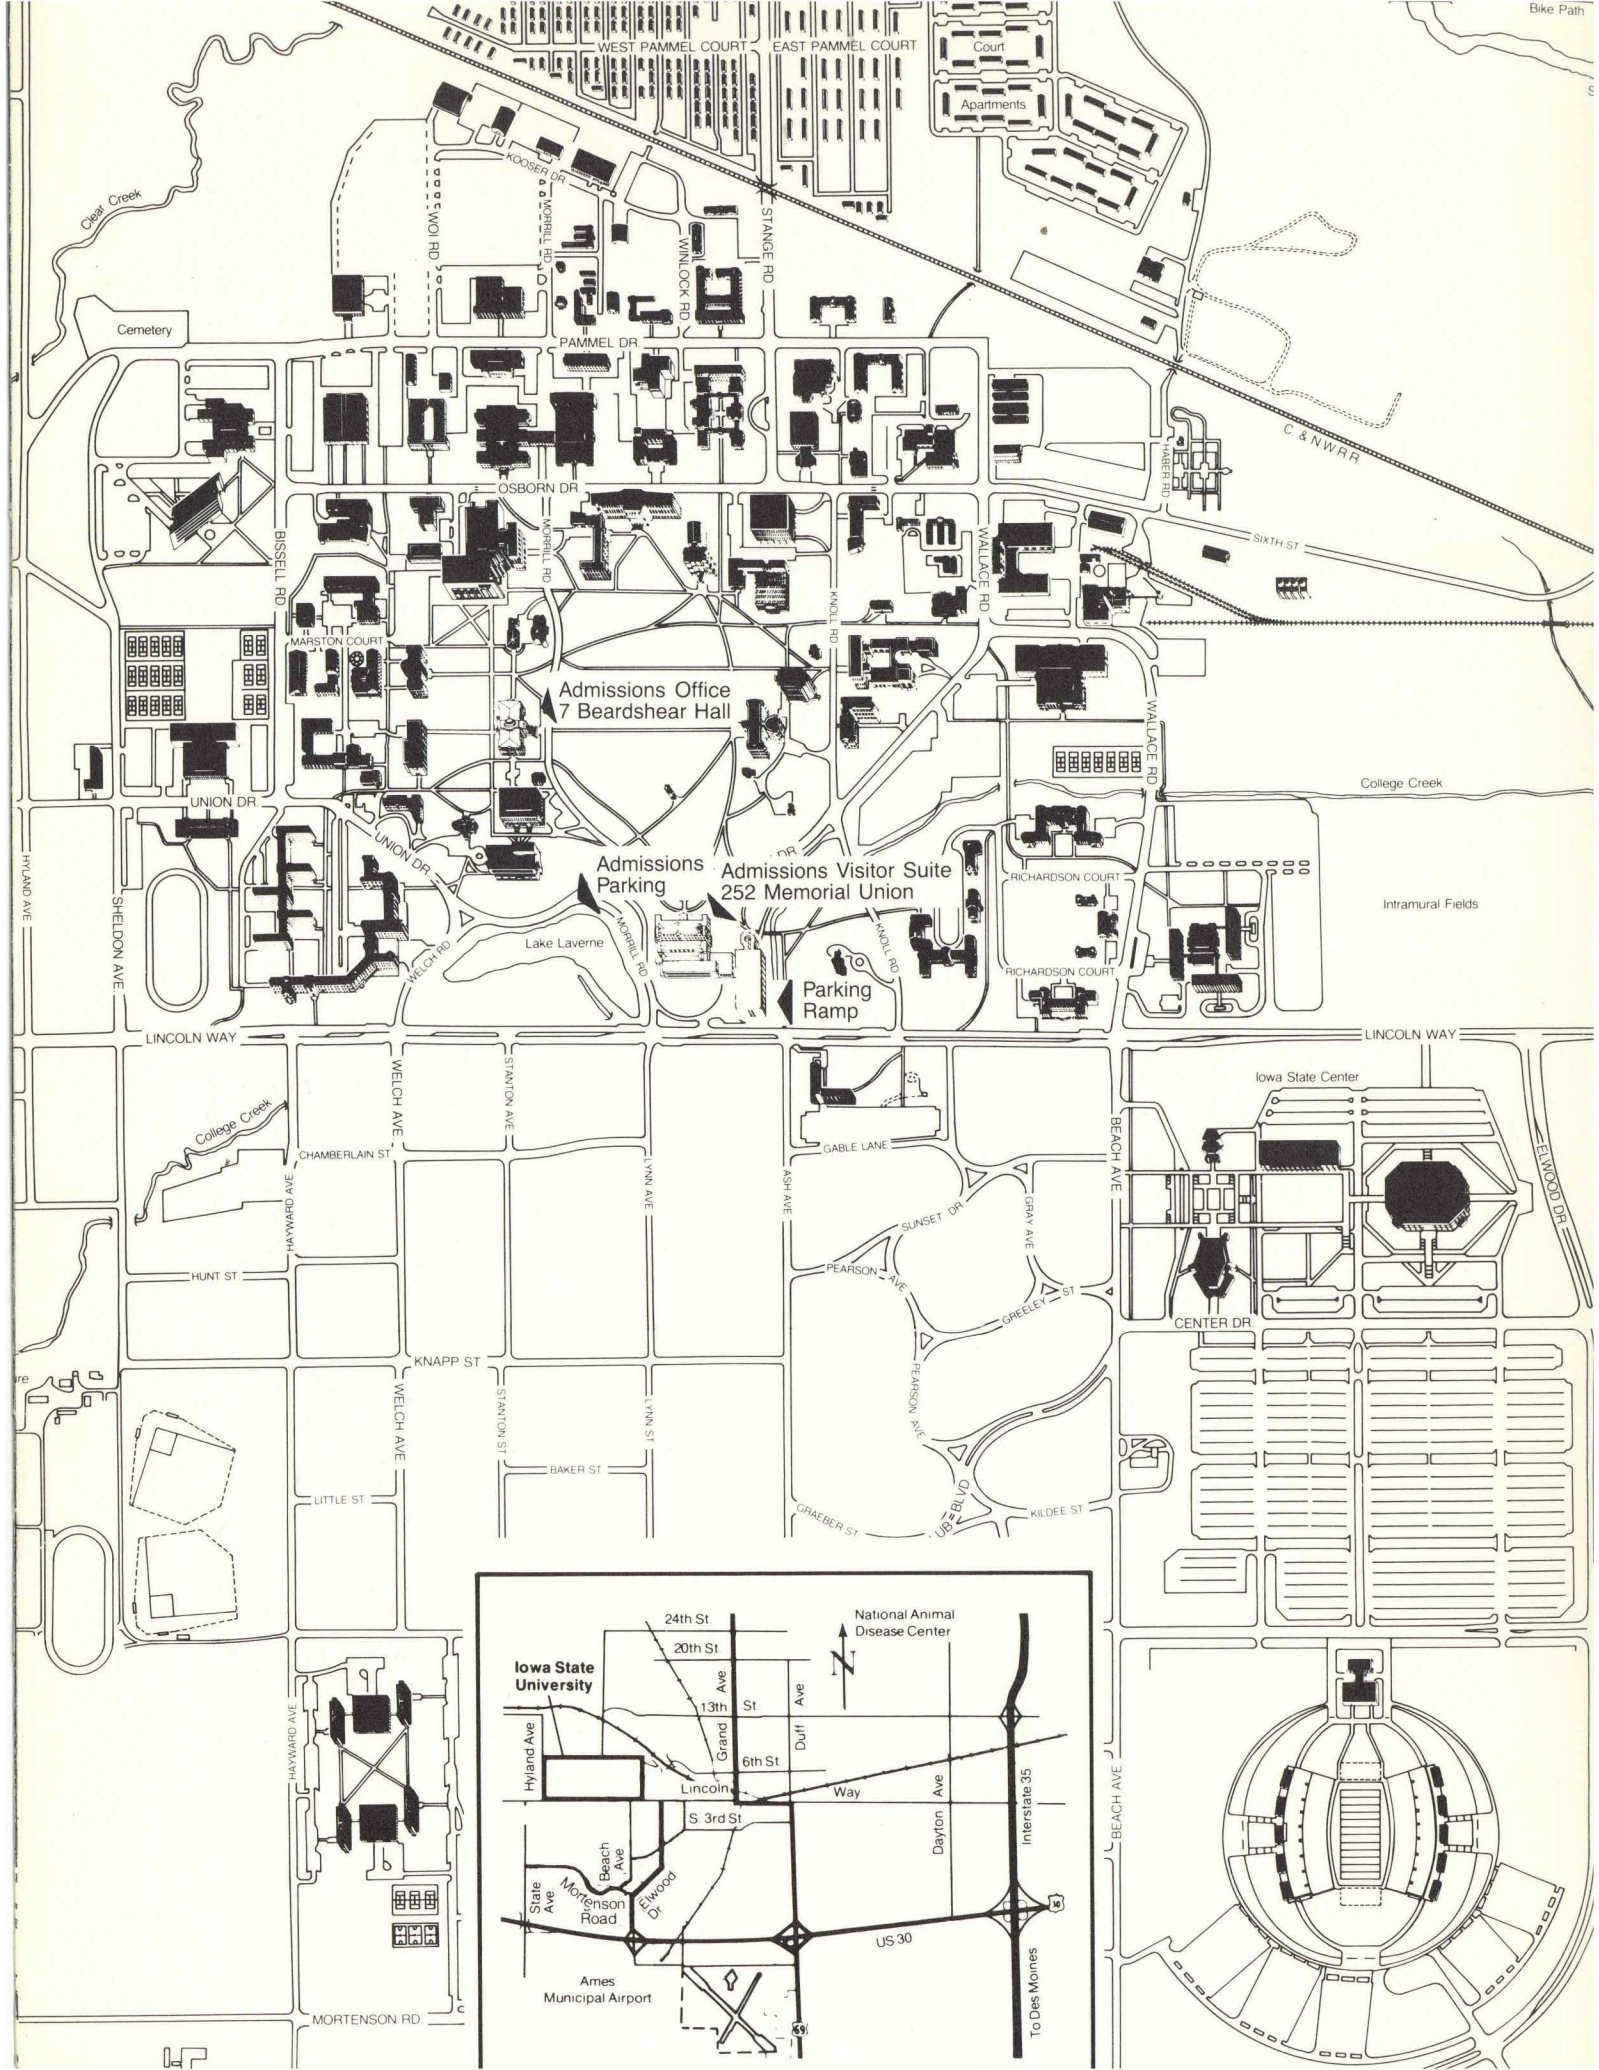 Bike Path
WEST PAMMEL COURT
EAST PAMMEL COURT
Court
Apartments
KOOSER DR
Clear Creek
WOI RD
MORRILL RD
WINLOCK RD
STANGE RD
Cemetery
PAMMEL DR.
C & NWRR
HABER RD
OSBORN DR
BISSELL RD
MORRILL RD
WALLACE RD
SIXTH ST
KNOLL RD
MARSTON COURT
Admissions Office
7 Beardshear Hall
WALLACE RD
College Creek
UNION DR.
UNION DR
HYLAND AVE
SHELDON AVE
Admissions
Parking
DR
Admissions Visitor Suite
252 Memorial Union
RICHARDSON COURT
Intramural Fields
Lake Laverne
WELCH RD
MORRILL RD
KNOLL RD
RICHARDSON COURT
Parking
Ramp
LINCOLN WAY
LINCOLN WAY
WELCH AVE
STANTON AVE
Iowa State Center
College Creek
CHAMBERLAIN ST
HAYWARD AVE
LYNN AVE
ASH AVE
GABLE LANE
BEACH AVE
ELWOOD DR
SUNSET DR
GRAY AVE
HUNT ST
PEARSON AVE
GREELEY ST
CENTER DR.
KNAPP ST
ure
WELCH AVE
STANTON ST
LYNN ST
PEARSON AVE
BAKER ST
LITTLE ST
GRAEBER ST
UB BLVD
KILDEE ST
HAYWARD AVE
BEACH AVE
MORTENSON RD
24th St.
20th St.
National Animal
Disease Center
N
Iowa State
University
Grand Ave
13th St.
Duff Ave
Hyland Ave
6th St.
Lincoln Way
S. 3rd St.
Dayton Ave
Interstate 35
Beach
Ave.
State
Ave.
Mortenson
Road
Elwood
Dr
US 30
Ames
Municipal Airport
69
To Des Moines